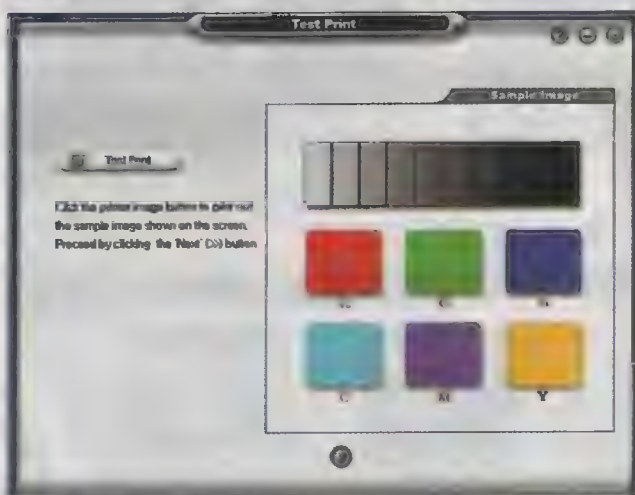 Test Print
Sample Image
Test Print
Click the printer image button to print out
the sample image shown on the screen.
Proceed by clicking the 'Next' (>>) button
C
M
Y